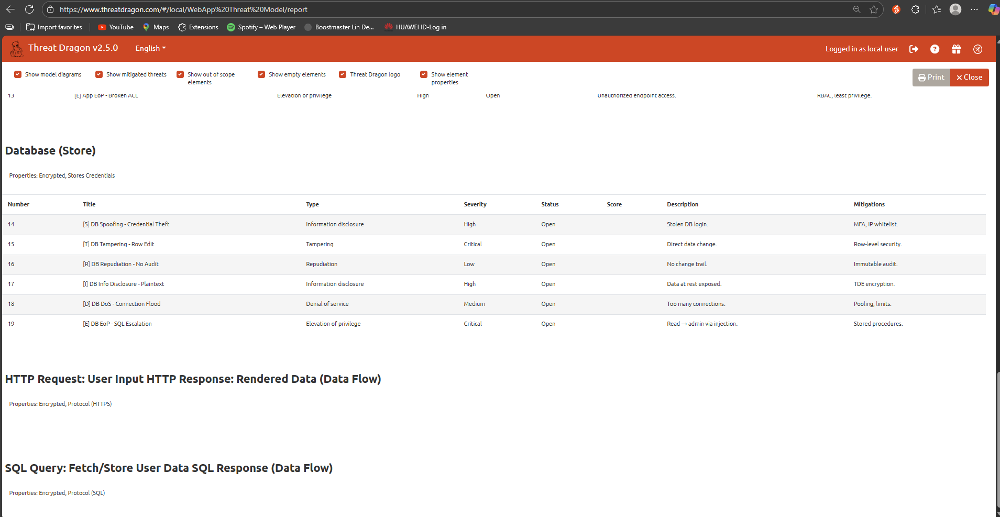 https://www.threatdragon.com/#/local/WebApp%20Threat%20Model/report
Import favorites YouTube Maps Extensions Spotify – Web Player Boostmaster Lin De... HUAWEI ID-Log in
Threat Dragon v2.5.0 English Logged in as local-user
Show model diagrams Show mitigated threats Show out of scope elements Show empty elements Threat Dragon logo Show element properties Print Close
13 [E] App EoP - Broken ACL Elevation of privilege High Open Unauthorized endpoint access. RBAC, least privilege.
Database (Store)
Properties: Encrypted, Stores Credentials
Number Title Type Severity Status Score Description Mitigations
14 [S] DB Spoofing - Credential Theft Information disclosure High Open Stolen DB login. MFA, IP whitelist.
15 [T] DB Tampering - Row Edit Tampering Critical Open Direct data change. Row-level security.
16 [R] DB Repudiation - No Audit Repudiation Low Open No change trail. Immutable audit.
17 [I] DB Info Disclosure - Plaintext Information disclosure High Open Data at rest exposed. TDE encryption.
18 [D] DB DoS - Connection Flood Denial of service Medium Open Too many connections. Pooling, limits.
19 [E] DB EoP - SQL Escalation Elevation of privilege Critical Open Read → admin via injection. Stored procedures.
HTTP Request: User Input HTTP Response: Rendered Data (Data Flow)
Properties: Encrypted, Protocol (HTTPS)
SQL Query: Fetch/Store User Data SQL Response (Data Flow)
Properties: Encrypted, Protocol (SQL)